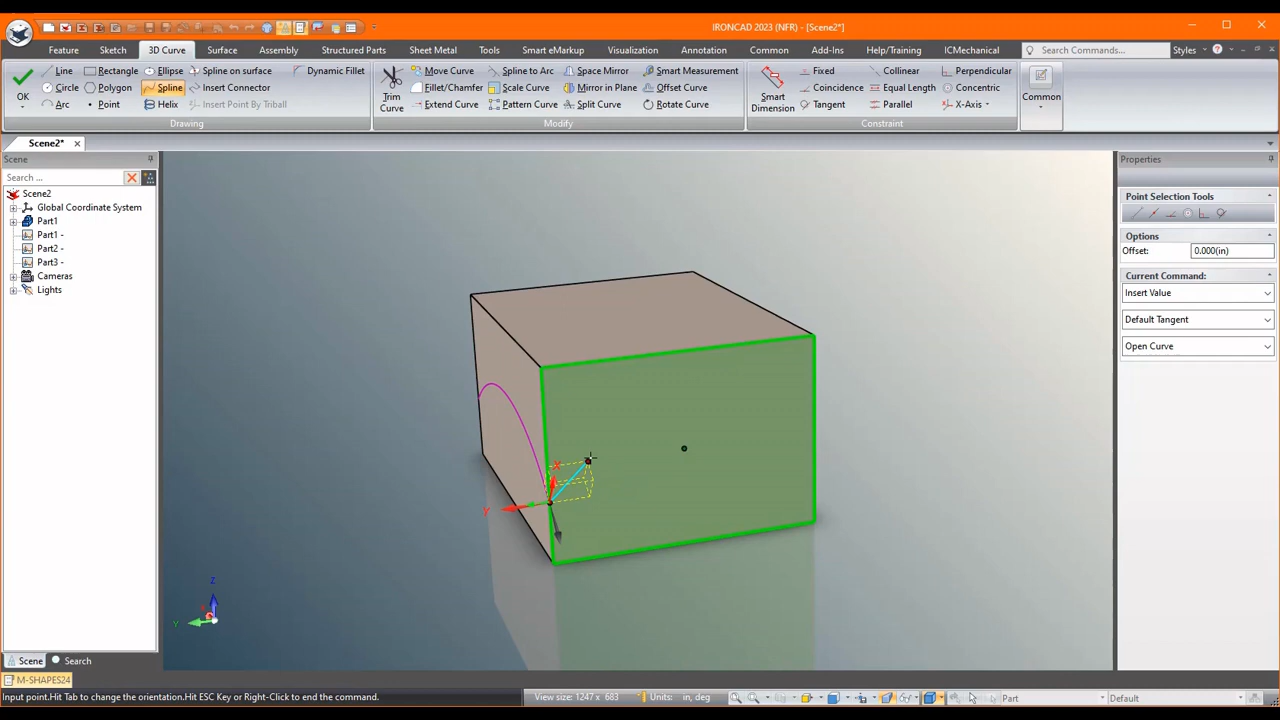 IRONCAD 2023 (NFR) - [Scene2*]
Feature Sketch 3D Curve Surface Assembly Structured Parts Sheet Metal Tools Smart eMarkup Visualization Annotation Common Add-Ins Help/Training ICMechanical Search Commands... Styles
Line Rectangle Ellipse Spline on surface Dynamic Fillet Move Curve Spline to Arc Space Mirror Smart Measurement Fixed Collinear Perpendicular
OK Circle Polygon Spline Insert Connector Trim Curve Fillet/Chamfer Scale Curve Mirror in Plane Offset Curve Smart Dimension Coincidence Equal Length Concentric Common
Arc Point Helix Insert Point By Triball Extend Curve Pattern Curve Split Curve Rotate Curve Tangent Parallel X-Axis
Drawing Modify Constraint
Scene2*
Scene
Search ...
Scene2
Global Coordinate System
Part1
Part1 -
Part2 -
Part3 -
Cameras
Lights
Properties
Point Selection Tools
Options
Offset: 0.000(in)
Current Command:
Insert Value
Default Tangent
Open Curve
X
Y
Z
Y
Scene Search
M-SHAPES24
Input point.Hit Tab to change the orientation.Hit ESC Key or Right-Click to end the command. View size: 1247 x 683 Units: in, deg Part Default